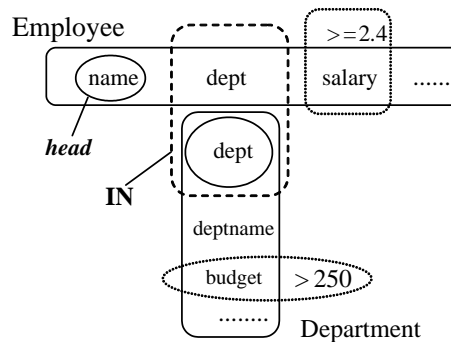 Employee
>=2.4
name dept salary ......
head
dept
IN
deptname
budget >250
........
Department